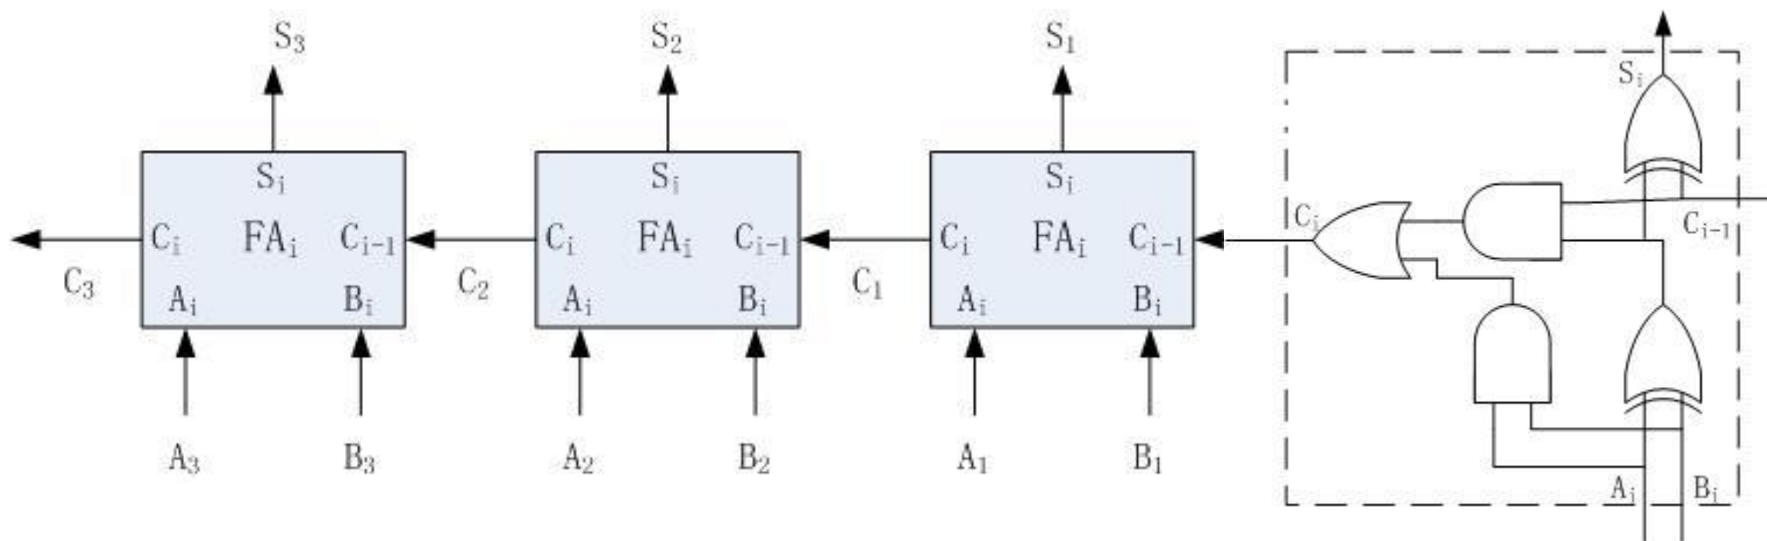 S₃ S₂ S₁
Sᵢ
Sᵢ Sᵢ Sᵢ
Cᵢ FAᵢ Cᵢ₋₁ Cᵢ FAᵢ Cᵢ₋₁ Cᵢ FAᵢ Cᵢ₋₁ Cᵢ Cᵢ₋₁
C₃ C₂ C₁
Aᵢ Bᵢ Aᵢ Bᵢ Aᵢ Bᵢ
A₃ B₃ A₂ B₂ A₁ B₁
Aᵢ Bᵢ